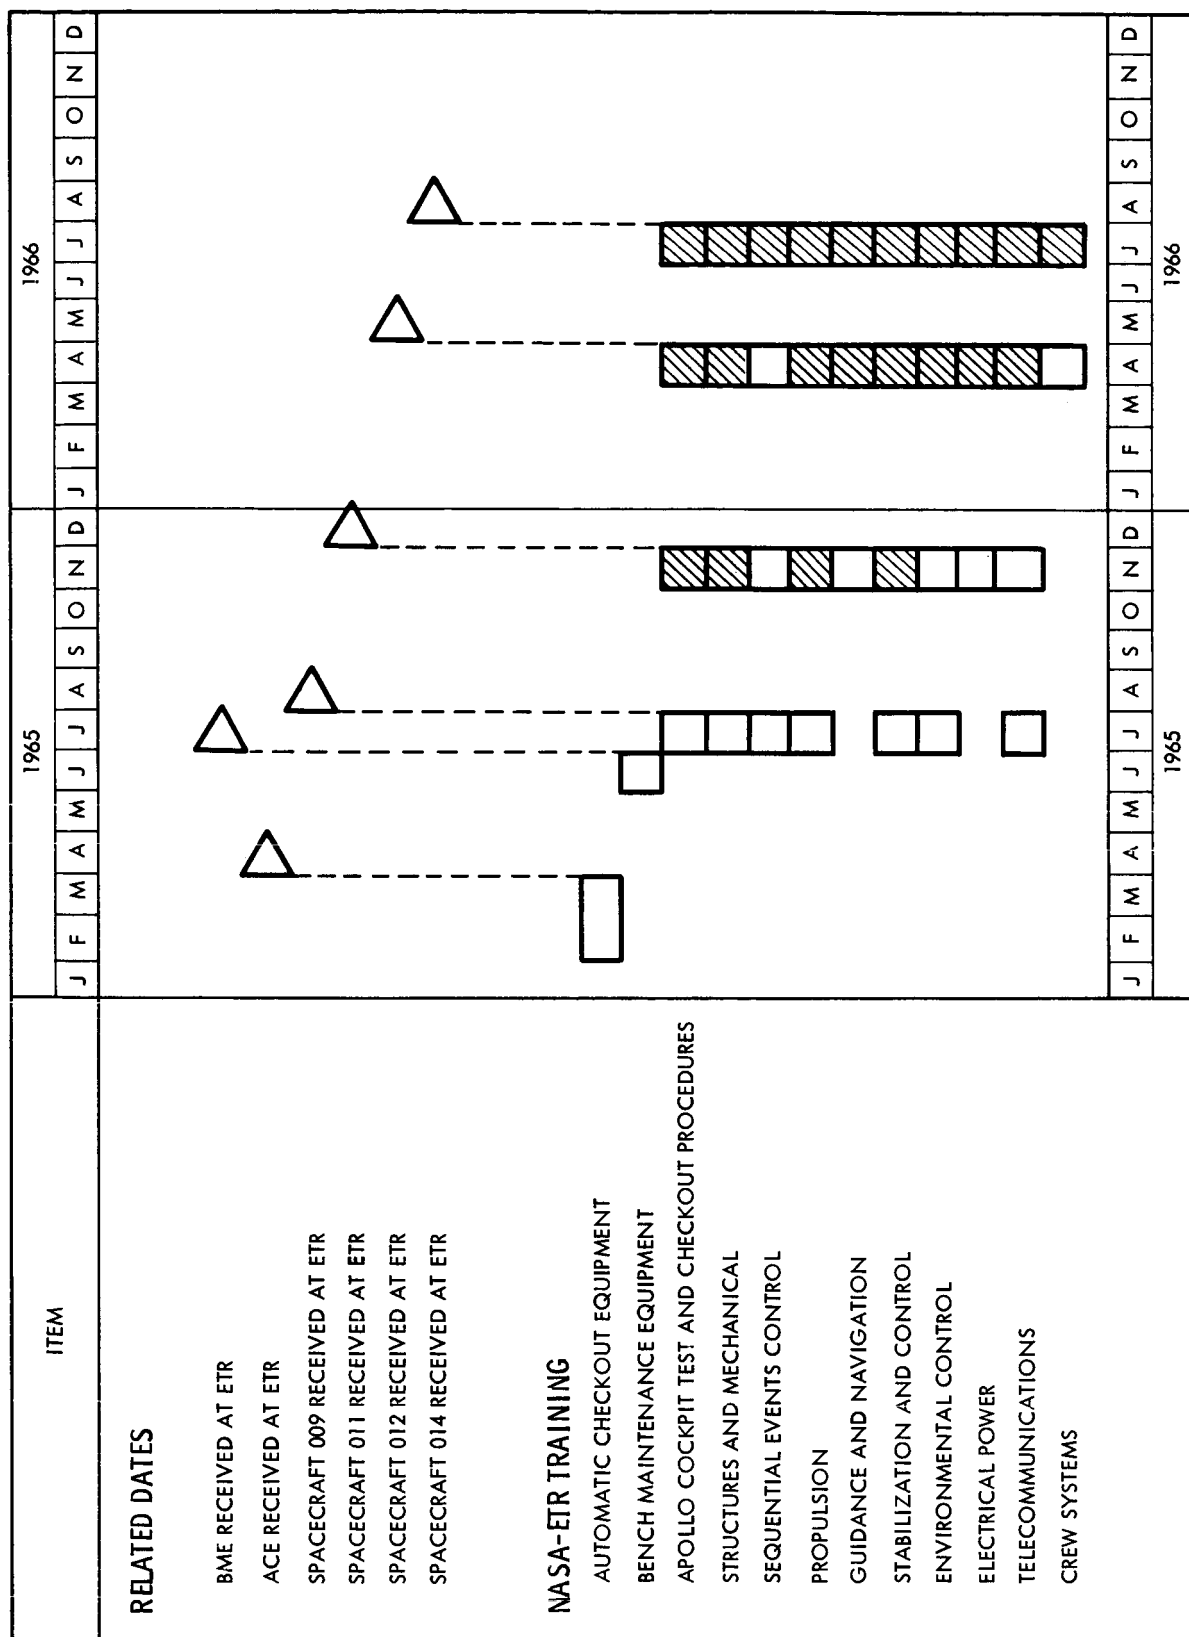 ITEM
1965
1966
J F M A M J J A S O N D J F M A M J J A S O N D
RELATED DATES
BME RECEIVED AT ETR
ACE RECEIVED AT ETR
SPACECRAFT 009 RECEIVED AT ETR
SPACECRAFT 011 RECEIVED AT ETR
SPACECRAFT 012 RECEIVED AT ETR
SPACECRAFT 014 RECEIVED AT ETR
NASA-ETR TRAINING
AUTOMATIC CHECKOUT EQUIPMENT
BENCH MAINTENANCE EQUIPMENT
APOLLO COCKPIT TEST AND CHECKOUT PROCEDURES
STRUCTURES AND MECHANICAL
SEQUENTIAL EVENTS CONTROL
PROPULSION
GUIDANCE AND NAVIGATION
STABILIZATION AND CONTROL
ENVIRONMENTAL CONTROL
ELECTRICAL POWER
TELECOMMUNICATIONS
CREW SYSTEMS
J F M A M J J A S O N D J F M A M J J A S O N D
1965
1966